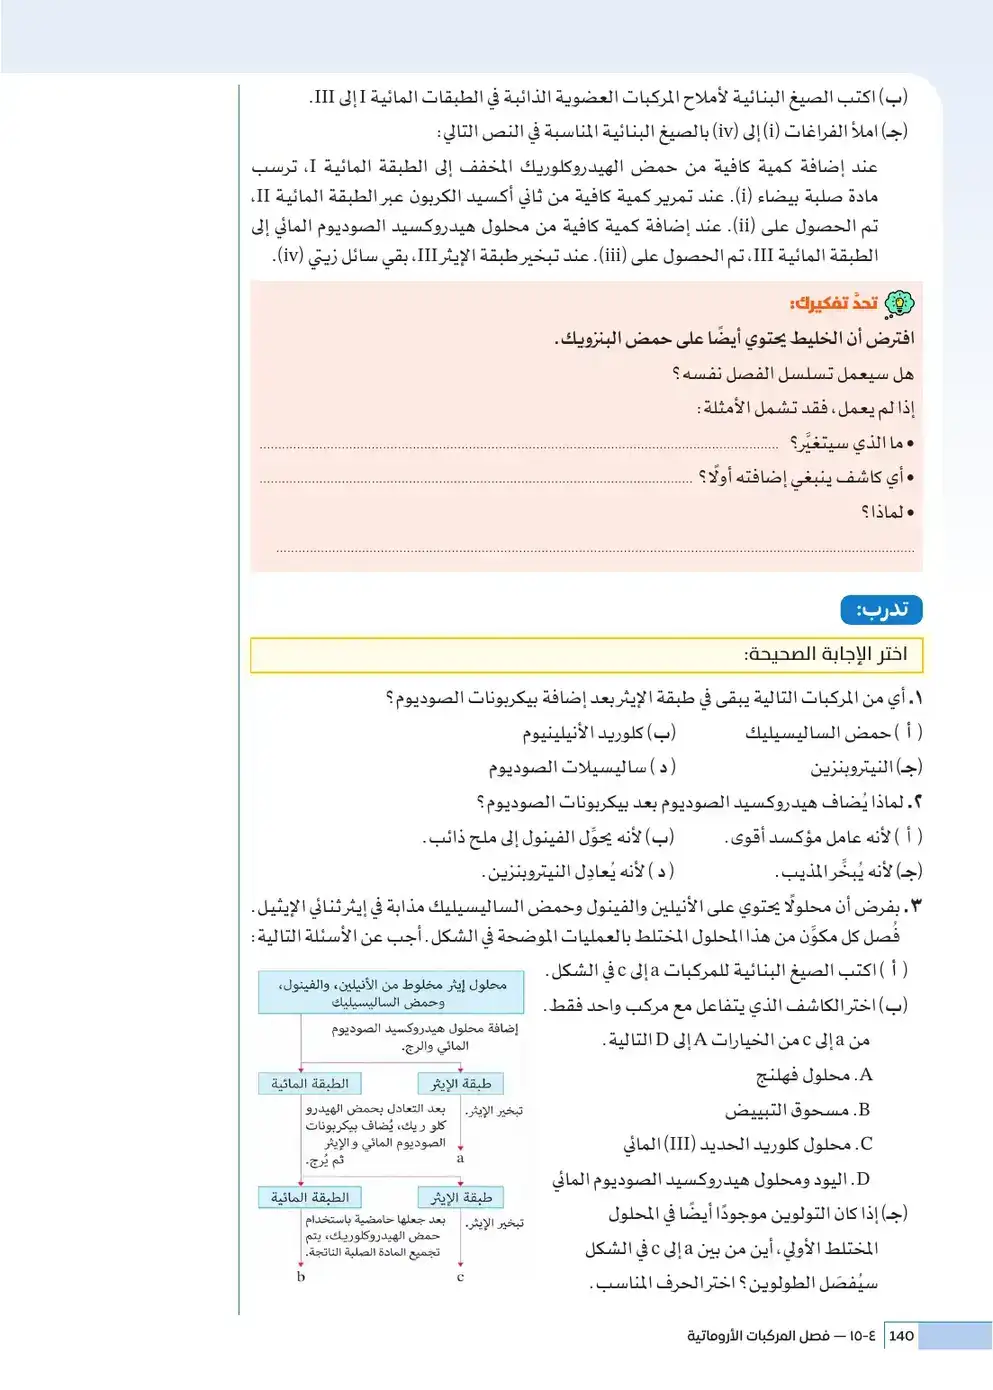 (ب) اكتب الصيغ البنائية لأملاح المركبات العضوية الذائبة في الطبقات المائية I إلى III.
(جـ) املأ الفراغات (i) إلى (iv) بالصيغ البنائية المناسبة في النص التالي:
عند إضافة كمية كافية من حمض الهيدروكلوريك المخفف إلى الطبقة المائية I، ترسب
مادة صلبة بيضاء (i). عند تمرير كمية كافية من ثاني أكسيد الكربون عبر الطبقة المائية II،
تم الحصول على (ii). عند إضافة كمية كافية من محلول هيدروكسيد الصوديوم المائي إلى
الطبقة المائية III، تم الحصول على (iii). عند تبخير طبقة الإيثر III، بقي سائل زيتي (iv).
تحدَّ تفكيرك:
افترض أن الخليط يحتوي أيضًا على حمض البنزويك.
هل سيعمل تسلسل الفصل نفسه؟
إذا لم يعمل، فقد تشمل الأمثلة:
• ما الذي سيتغيَّر؟
• أي كاشف ينبغي إضافته أولًا؟
• لماذا؟
تدرب:
اختر الإجابة الصحيحة:
١. أي من المركبات التالية يبقى في طبقة الإيثر بعد إضافة بيكربونات الصوديوم؟
( أ ) حمض الساليسيليك (ب) كلوريد الأنيلينيوم
(جـ) النيتروبنزين ( د ) ساليسيلات الصوديوم
٢. لماذا يُضاف هيدروكسيد الصوديوم بعد بيكربونات الصوديوم؟
( أ ) لأنه عامل مؤكسد أقوى. (ب) لأنه يحوِّل الفينول إلى ملح ذائب.
(جـ) لأنه يُبخِّر المذيب. ( د ) لأنه يُعادِل النيتروبنزين.
٣. بفرض أن محلولًا يحتوي على الأنيلين والفينول وحمض الساليسيليك مذابة في إيثر ثنائي الإيثيل.
فُصل كل مكوِّن من هذا المحلول المختلط بالعمليات الموضحة في الشكل. أجب عن الأسئلة التالية:
( أ ) اكتب الصيغ البنائية للمركبات a إلى c في الشكل.
(ب) اختر الكاشف الذي يتفاعل مع مركب واحد فقط.
من a إلى c من الخيارات A إلى D التالية.
A. محلول فهلنج
B. مسحوق التبييض
C. محلول كلوريد الحديد (III) المائي
D. اليود ومحلول هيدروكسيد الصوديوم المائي
(جـ) إذا كان التولوين موجودًا أيضًا في المحلول
المختلط الأولي، أين من بين a إلى c في الشكل
سيُفصَل الطولوين؟ اختر الحرف المناسب.
محلول إيثر مخلوط من الأنيلين، والفينول،
وحمض الساليسيليك
إضافة محلول هيدروكسيد الصوديوم
المائي والرج.
طبقة الإيثر الطبقة المائية
تبخير الإيثر.
بعد التعادل بحمض الهيدرو
كلو ر يك، يُضاف بيكربونات
الصوديوم المائي و الإيثر
ثم يُرج.
a
طبقة الإيثر الطبقة المائية
تبخير الإيثر.
بعد جعلها حامضية باستخدام
حمض الهيدروكلوريك، يتم
تجميع المادة الصلبة الناتجة.
c b
140 ٤-١٥ — فصل المركبات الأروماتية